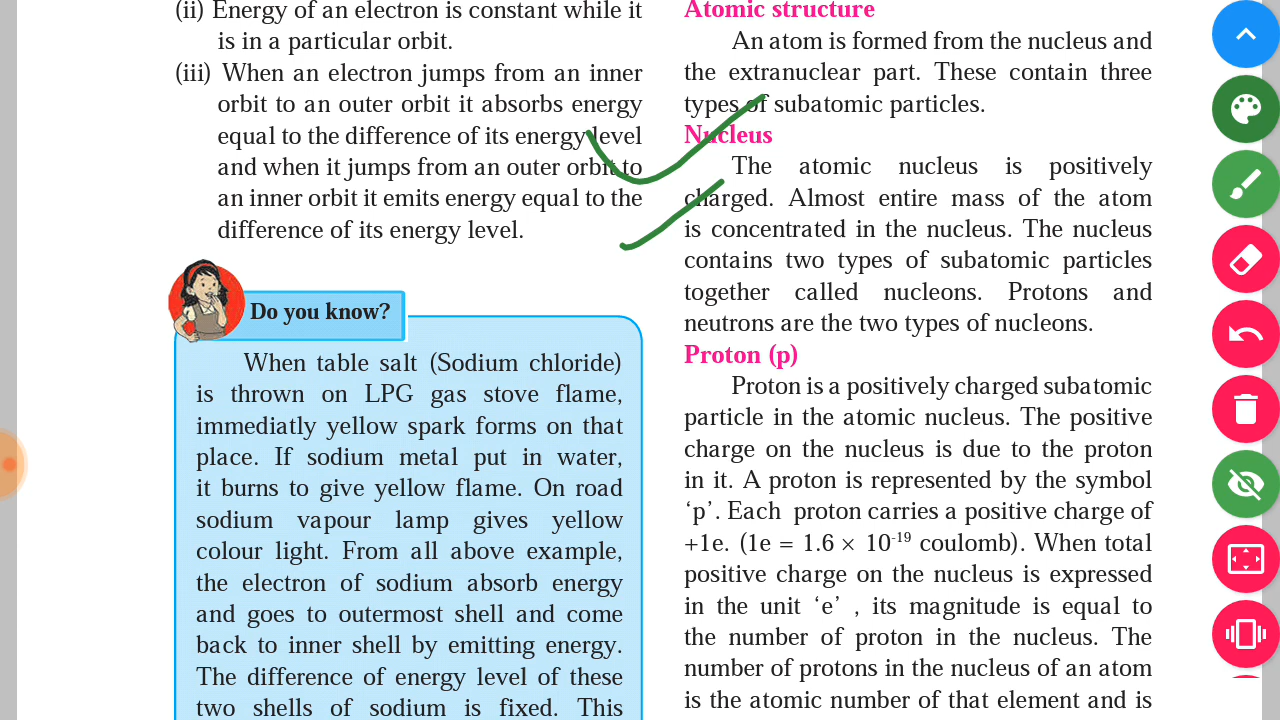 (ii) Energy of an electron is constant while it
is in a particular orbit.
(iii) When an electron jumps from an inner
orbit to an outer orbit it absorbs energy
equal to the difference of its energy level
and when it jumps from an outer orbit to
an inner orbit it emits energy equal to the
difference of its energy level.
Do you know?
When table salt (Sodium chloride)
is thrown on LPG gas stove flame,
immediatly yellow spark forms on that
place. If sodium metal put in water,
it burns to give yellow flame. On road
sodium vapour lamp gives yellow
colour light. From all above example,
the electron of sodium absorb energy
and goes to outermost shell and come
back to inner shell by emitting energy.
The difference of energy level of these
two shells of sodium is fixed. This
Atomic structure
An atom is formed from the nucleus and
the extranuclear part. These contain three
types of subatomic particles.
Nucleus
The atomic nucleus is positively
charged. Almost entire mass of the atom
is concentrated in the nucleus. The nucleus
contains two types of subatomic particles
together called nucleons. Protons and
neutrons are the two types of nucleons.
Proton (p)
Proton is a positively charged subatomic
particle in the atomic nucleus. The positive
charge on the nucleus is due to the proton
in it. A proton is represented by the symbol
‘p’. Each proton carries a positive charge of
+1e. (1e = 1.6 × 10⁻¹⁹ coulomb). When total
positive charge on the nucleus is expressed
in the unit ‘e’ , its magnitude is equal to
the number of proton in the nucleus. The
number of protons in the nucleus of an atom
is the atomic number of that element and is